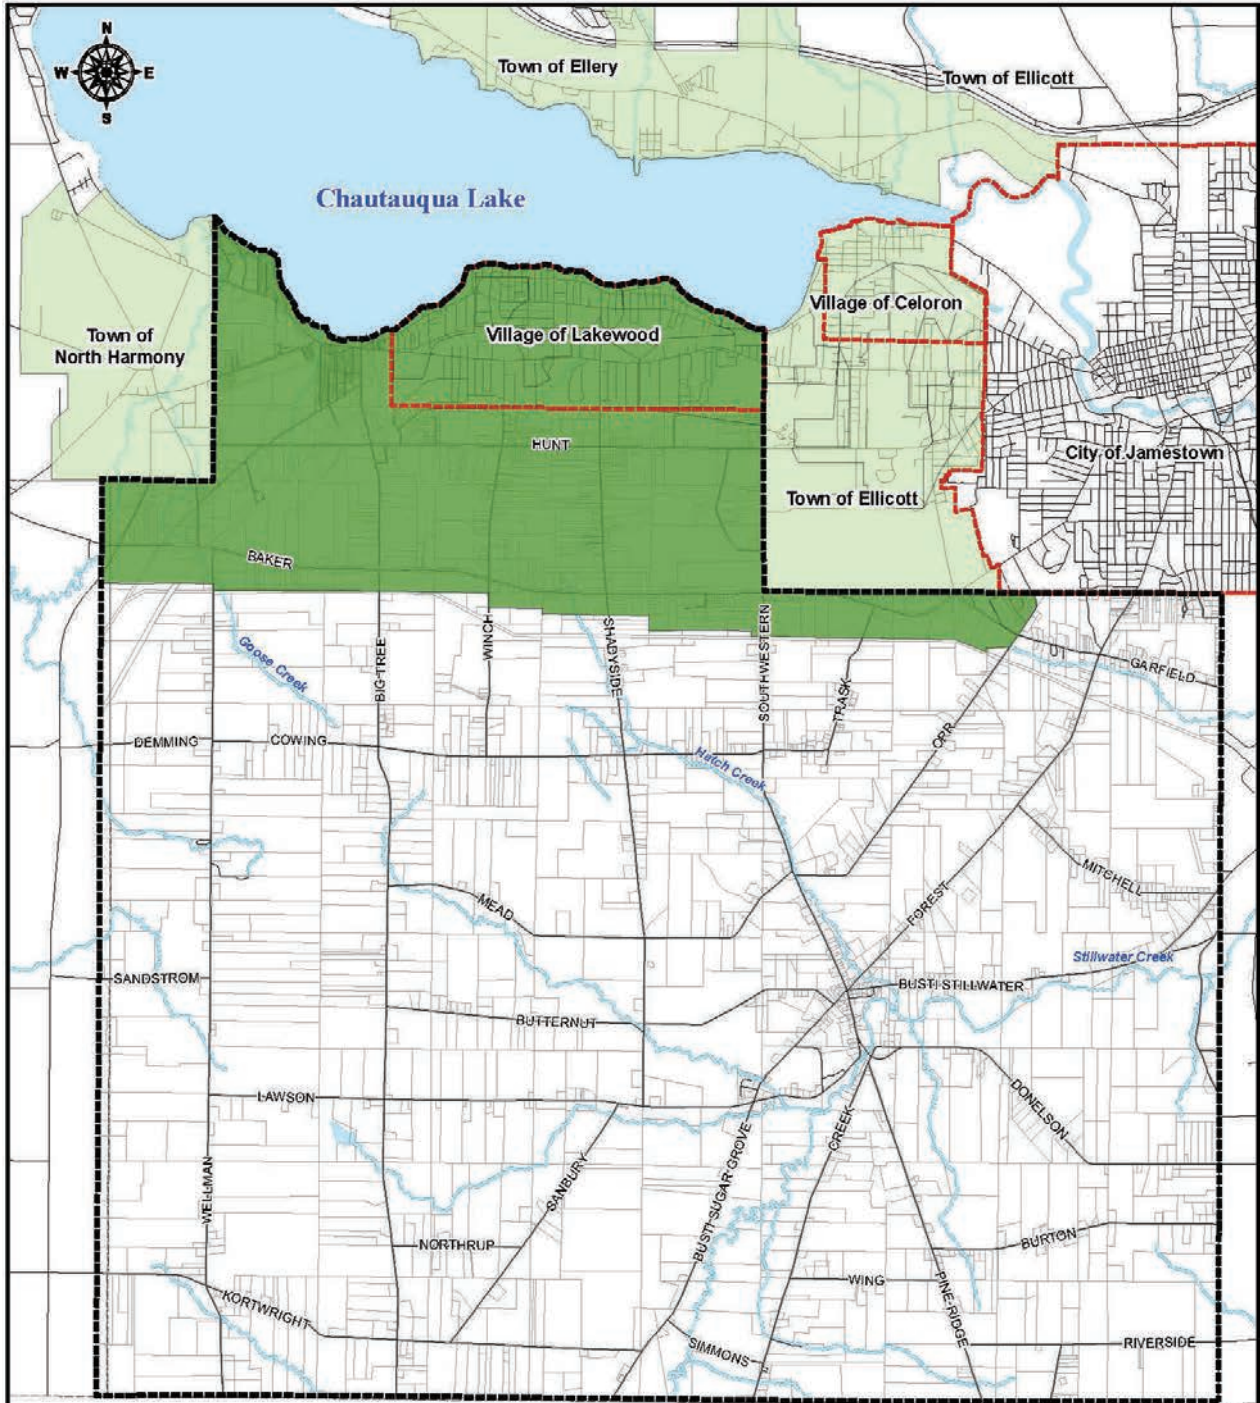 N
W E
S
Town of Ellery
Town of Ellicott
Chautauqua Lake
Village of Celoron
Town of
North Harmony
Village of Lakewood
HUNT
City of Jamestown
Town of Ellicott
BAKER
Goose Creek
BIG TREE
WINCH
SHADYSIDE
SOUTHWESTERN
TRASK
ORR
GARFIELD
DEMMING
COWING
Hatch Creek
MITCHELL
MEAD
FOREST
Stillwater Creek
SANDSTROM
BUSTI STILLWATER
BUTTERNUT
LAWSON
DONELSON
CREEK
SANBURY
WELLMAN
BUSTI SUGAR GROVE
NORTHRUP
BURTON
WING
PINE RIDGE
KORTWRIGHT
SIMMONS
RIVERSIDE